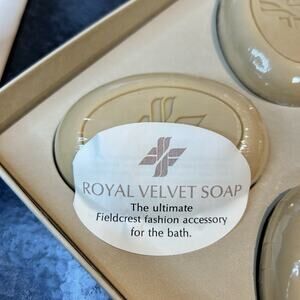 ROYAL VELVET SOAP
The ultimate
Fieldcrest fashion accessory
for the bath.